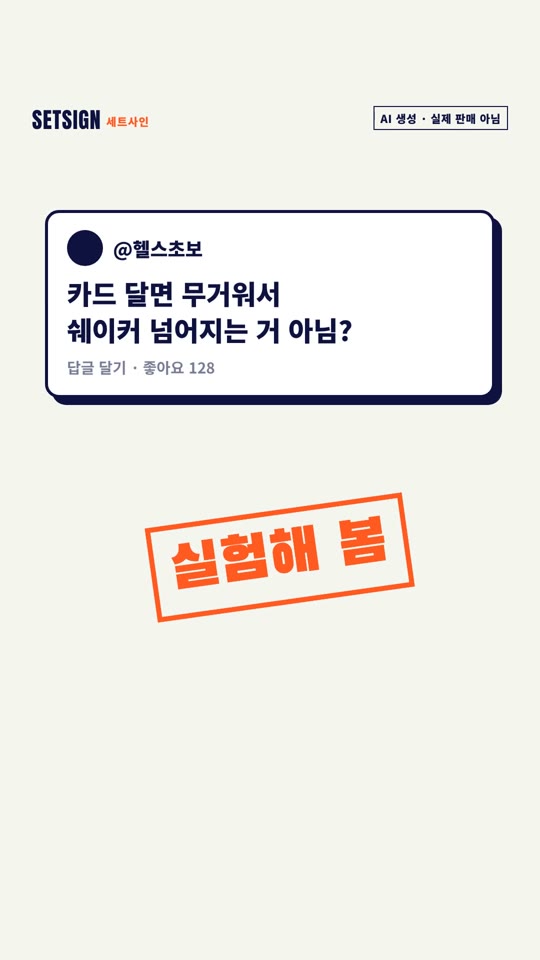 SETSIGN 세트사인
AI 생성 · 실제 판매 아님
@헬스초보
카드 달면 무거워서
쉐이커 넘어지는 거 아님?
답글 달기 · 좋아요 128
실험해 봄